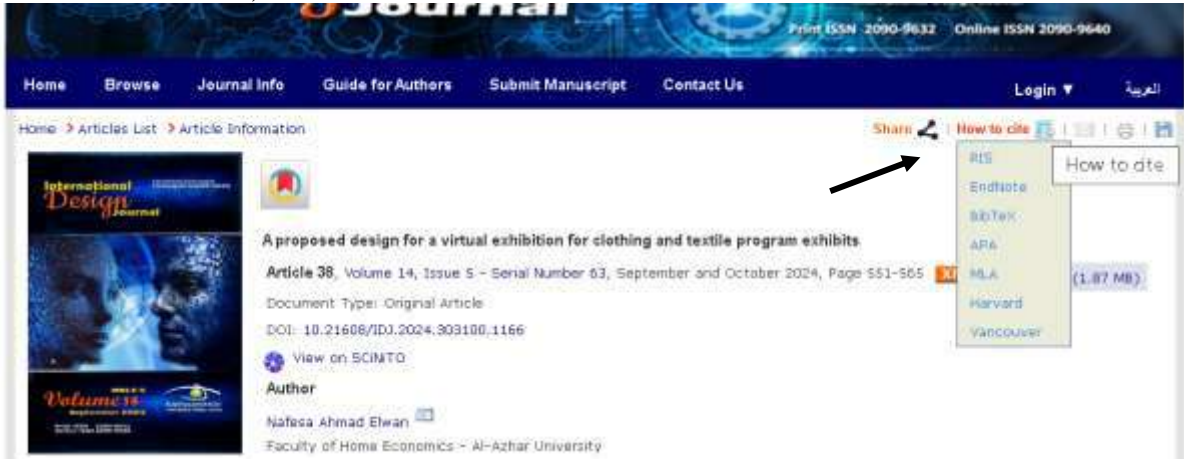 Journal
Print ISSN 2090-9632 Online ISSN 2090-9640
Home Browse Journal Info Guide for Authors Submit Manuscript Contact Us Login ▼ العربية
Home > Articles List > Article Information
Share | How to cite
RIS
How to cite
EndNote
BibTeX
International
Design
Journal
A proposed design for a virtual exhibition for clothing and textile program exhibits
APA
Article 38, Volume 14, Issue 5 - Serial Number 63, September and October 2024, Page 551-565
MLA
(1.87 MB)
Document Type: Original Article
Harvard
DOI: 10.21608/IDJ.2024.303100.1166
Vancouver
View on SCiNiTO
Author
Volume 14
Nafesa Ahmad Elwan
Faculty of Home Economics - Al-Azhar University